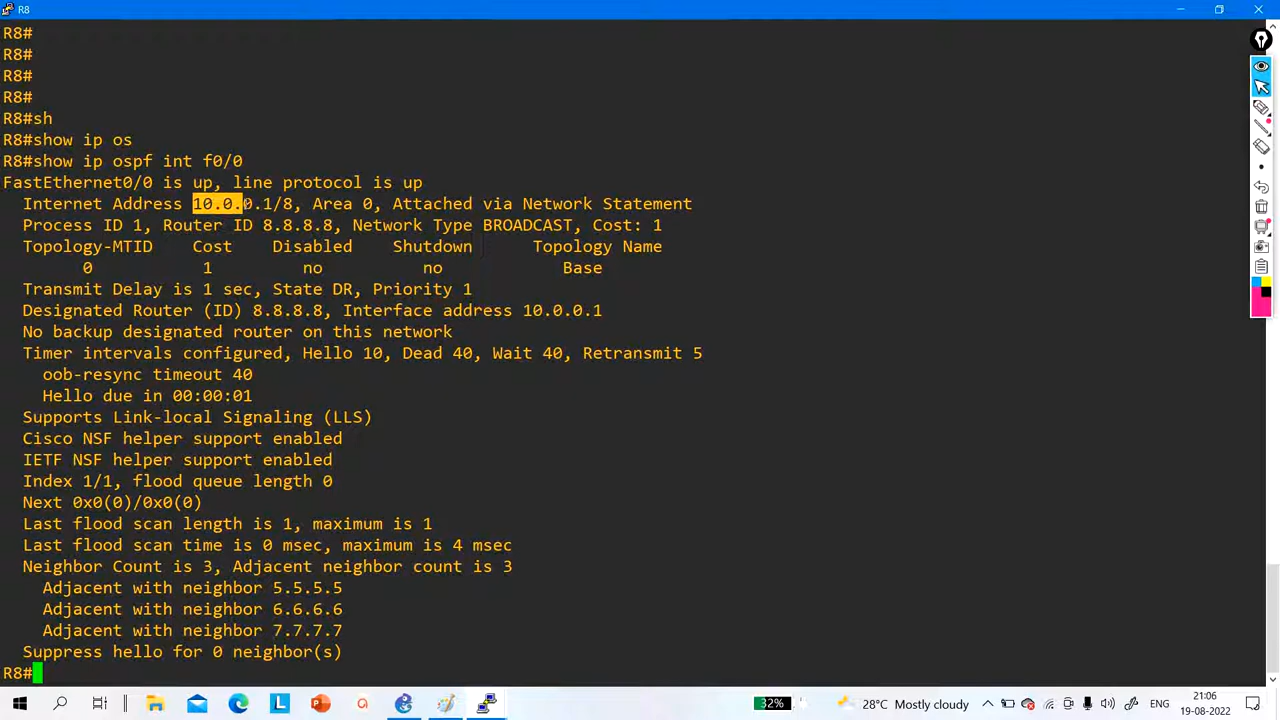 R8
R8#
R8#
R8#
R8#
R8#sh
R8#show ip os
R8#show ip ospf int f0/0
FastEthernet0/0 is up, line protocol is up
Internet Address 10.0.0.1/8, Area 0, Attached via Network Statement
Process ID 1, Router ID 8.8.8.8, Network Type BROADCAST, Cost: 1
Topology-MTID Cost Disabled Shutdown Topology Name
0 1 no no Base
Transmit Delay is 1 sec, State DR, Priority 1
Designated Router (ID) 8.8.8.8, Interface address 10.0.0.1
No backup designated router on this network
Timer intervals configured, Hello 10, Dead 40, Wait 40, Retransmit 5
oob-resync timeout 40
Hello due in 00:00:01
Supports Link-local Signaling (LLS)
Cisco NSF helper support enabled
IETF NSF helper support enabled
Index 1/1, flood queue length 0
Next 0x0(0)/0x0(0)
Last flood scan length is 1, maximum is 1
Last flood scan time is 0 msec, maximum is 4 msec
Neighbor Count is 3, Adjacent neighbor count is 3
Adjacent with neighbor 5.5.5.5
Adjacent with neighbor 6.6.6.6
Adjacent with neighbor 7.7.7.7
Suppress hello for 0 neighbor(s)
R8#
32%
28°C Mostly cloudy
ENG
21:06
19-08-2022